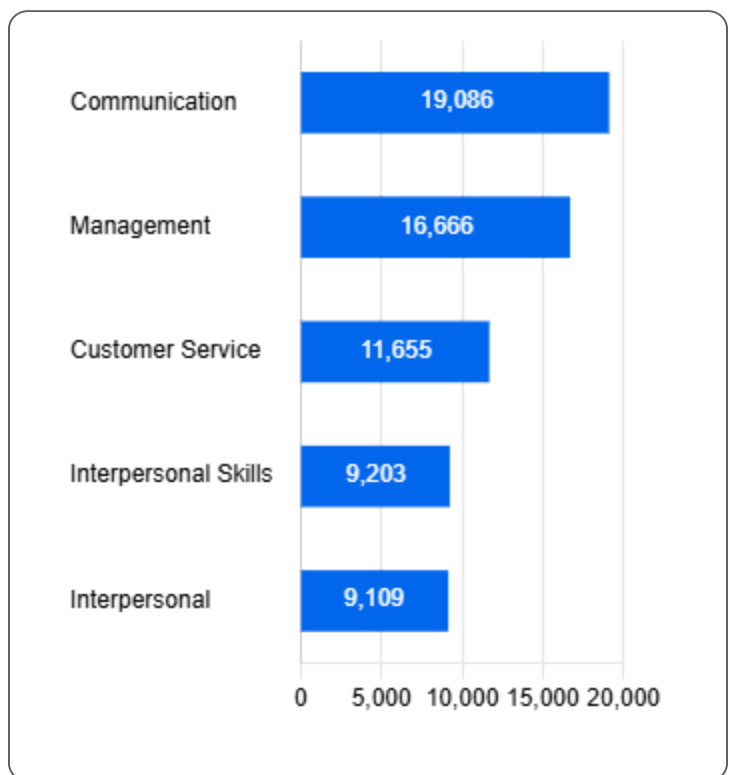 Communication 19,086
Management 16,666
Customer Service 11,655
Interpersonal Skills 9,203
Interpersonal 9,109
0 5,000 10,000 15,000 20,000